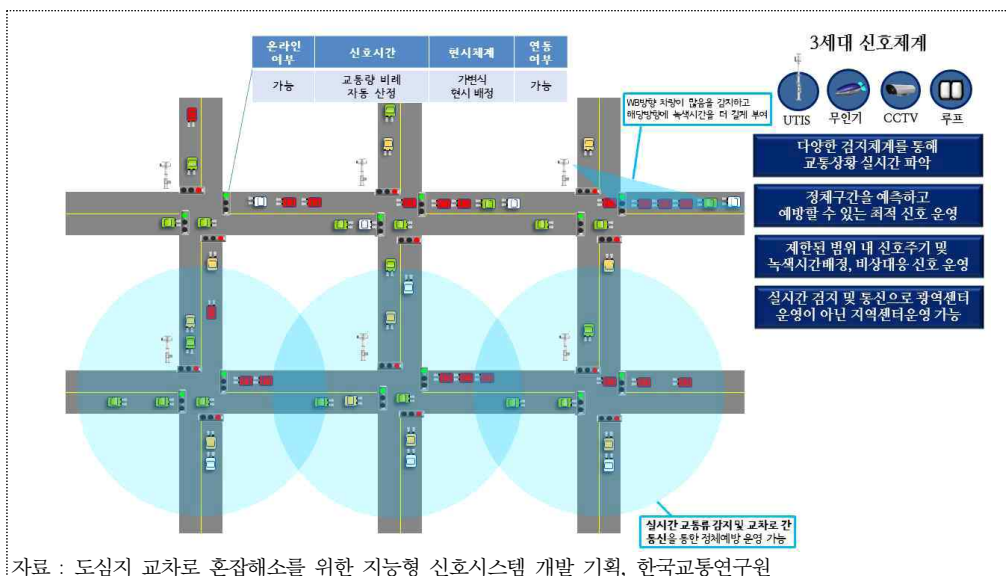 온라인
여부
신호시간
현시체계
연동
여부
가능
교통량 비례
자동 산정
가변식
현시 배정
가능
WB방향 차량이 많음을 감지하고
해당방향에 녹색시간을 더 길게 부여
3세대 신호체계
UTIS
무인기
CCTV
루프
다양한 검지체계를 통해
교통상황 실시간 파악
정체구간을 예측하고
예방할 수 있는 최적 신호 운영
제한된 범위 내 신호주기 및
녹색시간배정, 비상대응 신호 운영
실시간 검지 및 통신으로 광역센터
운영이 아닌 지역센터운영 가능
실시간 교통류 감지 및 교차로 간
통신을 통한 정체예방 운영 가능
자료 : 도심지 교차로 혼잡해소를 위한 지능형 신호시스템 개발 기획, 한국교통연구원